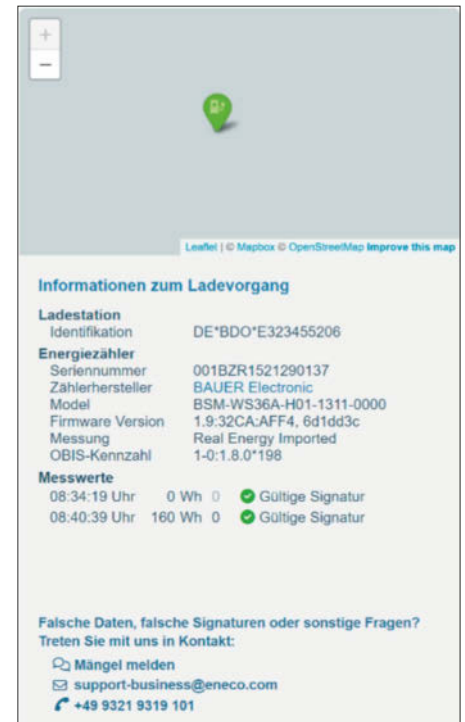 +
−
Leaflet | © Mapbox © OpenStreetMap Improve this map
Informationen zum Ladevorgang
Ladestation
Identifikation DE*BDO*E323455206
Energiezähler
Seriennummer 001BZR1521290137
Zählerhersteller BAUER Electronic
Model BSM-WS36A-H01-1311-0000
Firmware Version 1.9:32CA:AFF4, 6d1dd3c
Messung Real Energy Imported
OBIS-Kennzahl 1-0:1.8.0*198
Messwerte
08:34:19 Uhr 0 Wh 0 Gültige Signatur
08:40:39 Uhr 160 Wh 0 Gültige Signatur
Falsche Daten, falsche Signaturen oder sonstige Fragen?
Treten Sie mit uns in Kontakt:
Mängel melden
support-business@eneco.com
+49 9321 9319 101